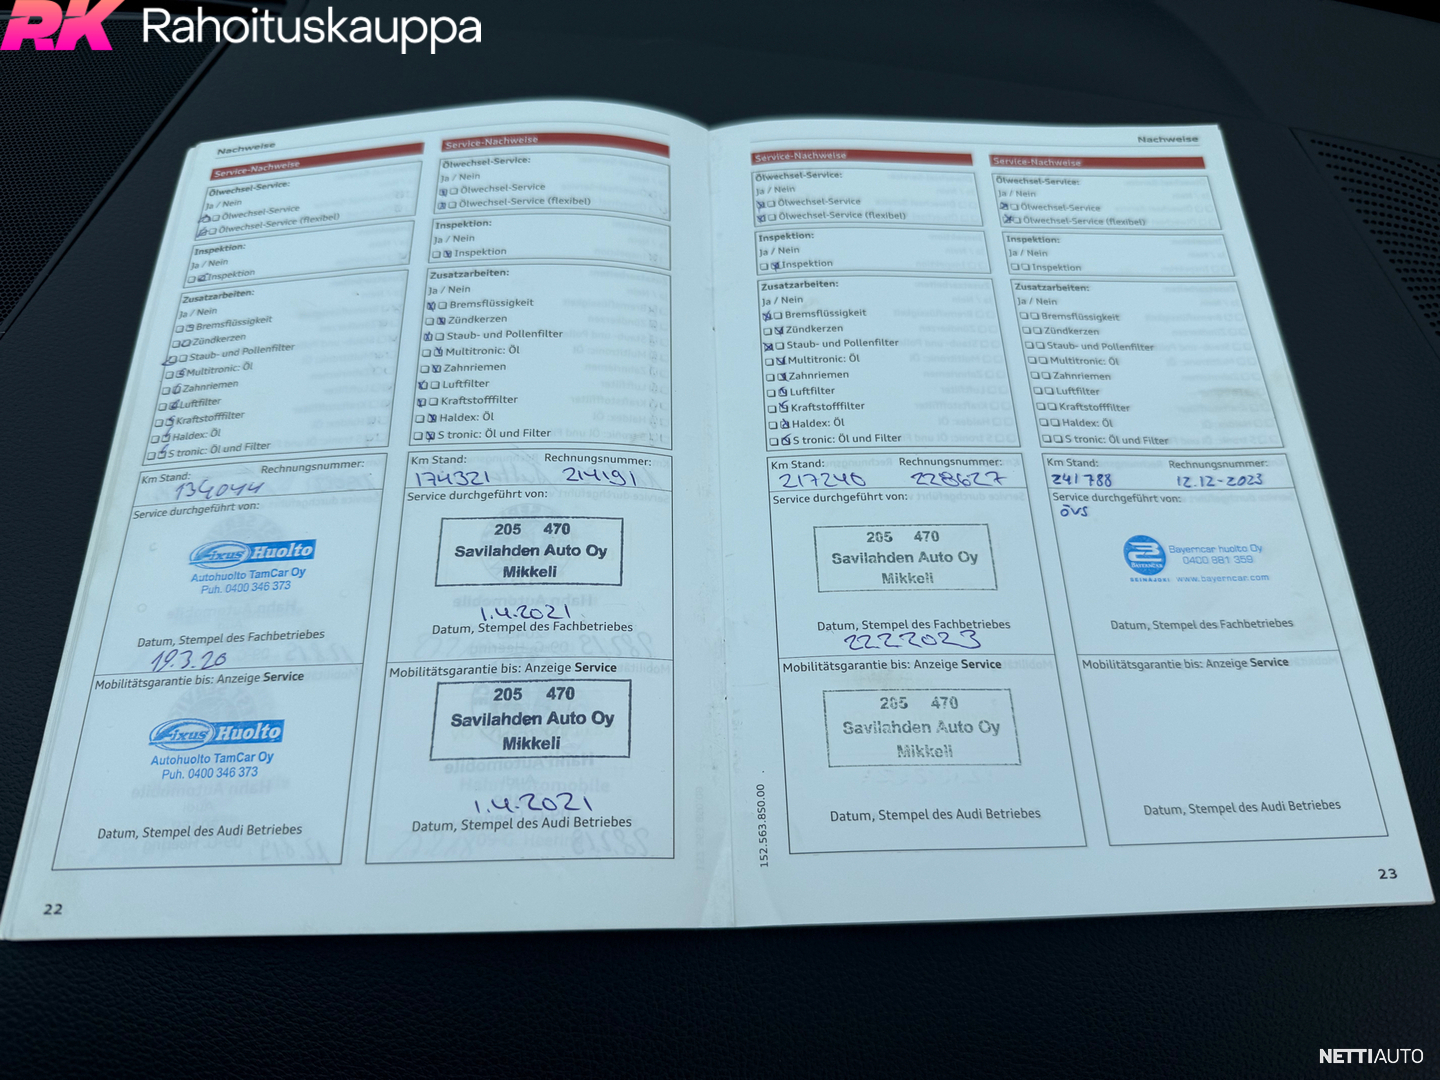 RK Rahoituskauppa
Nachweise
Service-Nachweise
Ölwechsel-Service:
Ja / Nein
Ölwechsel-Service
Ölwechsel-Service (flexibel)
Inspektion:
Ja / Nein
Inspektion
Zusatzarbeiten:
Ja / Nein
Bremsflüssigkeit
Zündkerzen
Staub- und Pollenfilter
Multitronic: Öl
Zahnriemen
Luftfilter
Kraftstofffilter
Haldex: Öl
S tronic: Öl und Filter
Km Stand: Rechnungsnummer:
134044
Service durchgeführt von:
Fixus Huolto
Autohuolto TamCar Oy
Puh. 0400 346 373
Datum, Stempel des Fachbetriebes
19.3.20
Mobilitätsgarantie bis: Anzeige Service
Fixus Huolto
Autohuolto TamCar Oy
Puh. 0400 346 373
Datum, Stempel des Audi Betriebes
22
Service-Nachweise
Ölwechsel-Service:
Ja / Nein
Ölwechsel-Service
Ölwechsel-Service (flexibel)
Inspektion:
Ja / Nein
Inspektion
Zusatzarbeiten:
Ja / Nein
Bremsflüssigkeit
Zündkerzen
Staub- und Pollenfilter
Multitronic: Öl
Zahnriemen
Luftfilter
Kraftstofffilter
Haldex: Öl
S tronic: Öl und Filter
Km Stand: Rechnungsnummer:
174321 214191
Service durchgeführt von:
205 470
Savilahden Auto Oy
Mikkeli
1.4.2021
Datum, Stempel des Fachbetriebes
Mobilitätsgarantie bis: Anzeige Service
205 470
Savilahden Auto Oy
Mikkeli
1.4.2021
Datum, Stempel des Audi Betriebes
Service-Nachweise
Ölwechsel-Service:
Ja / Nein
Ölwechsel-Service
Ölwechsel-Service (flexibel)
Inspektion:
Ja / Nein
Inspektion
Zusatzarbeiten:
Ja / Nein
Bremsflüssigkeit
Zündkerzen
Staub- und Pollenfilter
Multitronic: Öl
Zahnriemen
Luftfilter
Kraftstofffilter
Haldex: Öl
S tronic: Öl und Filter
Km Stand: Rechnungsnummer:
217240 228627
Service durchgeführt von:
205 470
Savilahden Auto Oy
Mikkeli
Datum, Stempel des Fachbetriebes
22.2.2023
Mobilitätsgarantie bis: Anzeige Service
205 470
Savilahden Auto Oy
Mikkeli
Datum, Stempel des Audi Betriebes
152.563.850.00
Nachweise
Service-Nachweise
Ölwechsel-Service:
Ja / Nein
Ölwechsel-Service
Ölwechsel-Service (flexibel)
Inspektion:
Ja / Nein
Inspektion
Zusatzarbeiten:
Ja / Nein
Bremsflüssigkeit
Zündkerzen
Staub- und Pollenfilter
Multitronic: Öl
Zahnriemen
Luftfilter
Kraftstofffilter
Haldex: Öl
S tronic: Öl und Filter
Km Stand: Rechnungsnummer:
241 788 12.12-2023
Service durchgeführt von:
ÖVS
BAYERNCAR
SEINÄJOKI
Bayerncar huolto Oy
0400 881 359
www.bayerncar.com
Datum, Stempel des Fachbetriebes
Mobilitätsgarantie bis: Anzeige Service
Datum, Stempel des Audi Betriebes
23
NETTIAUTO